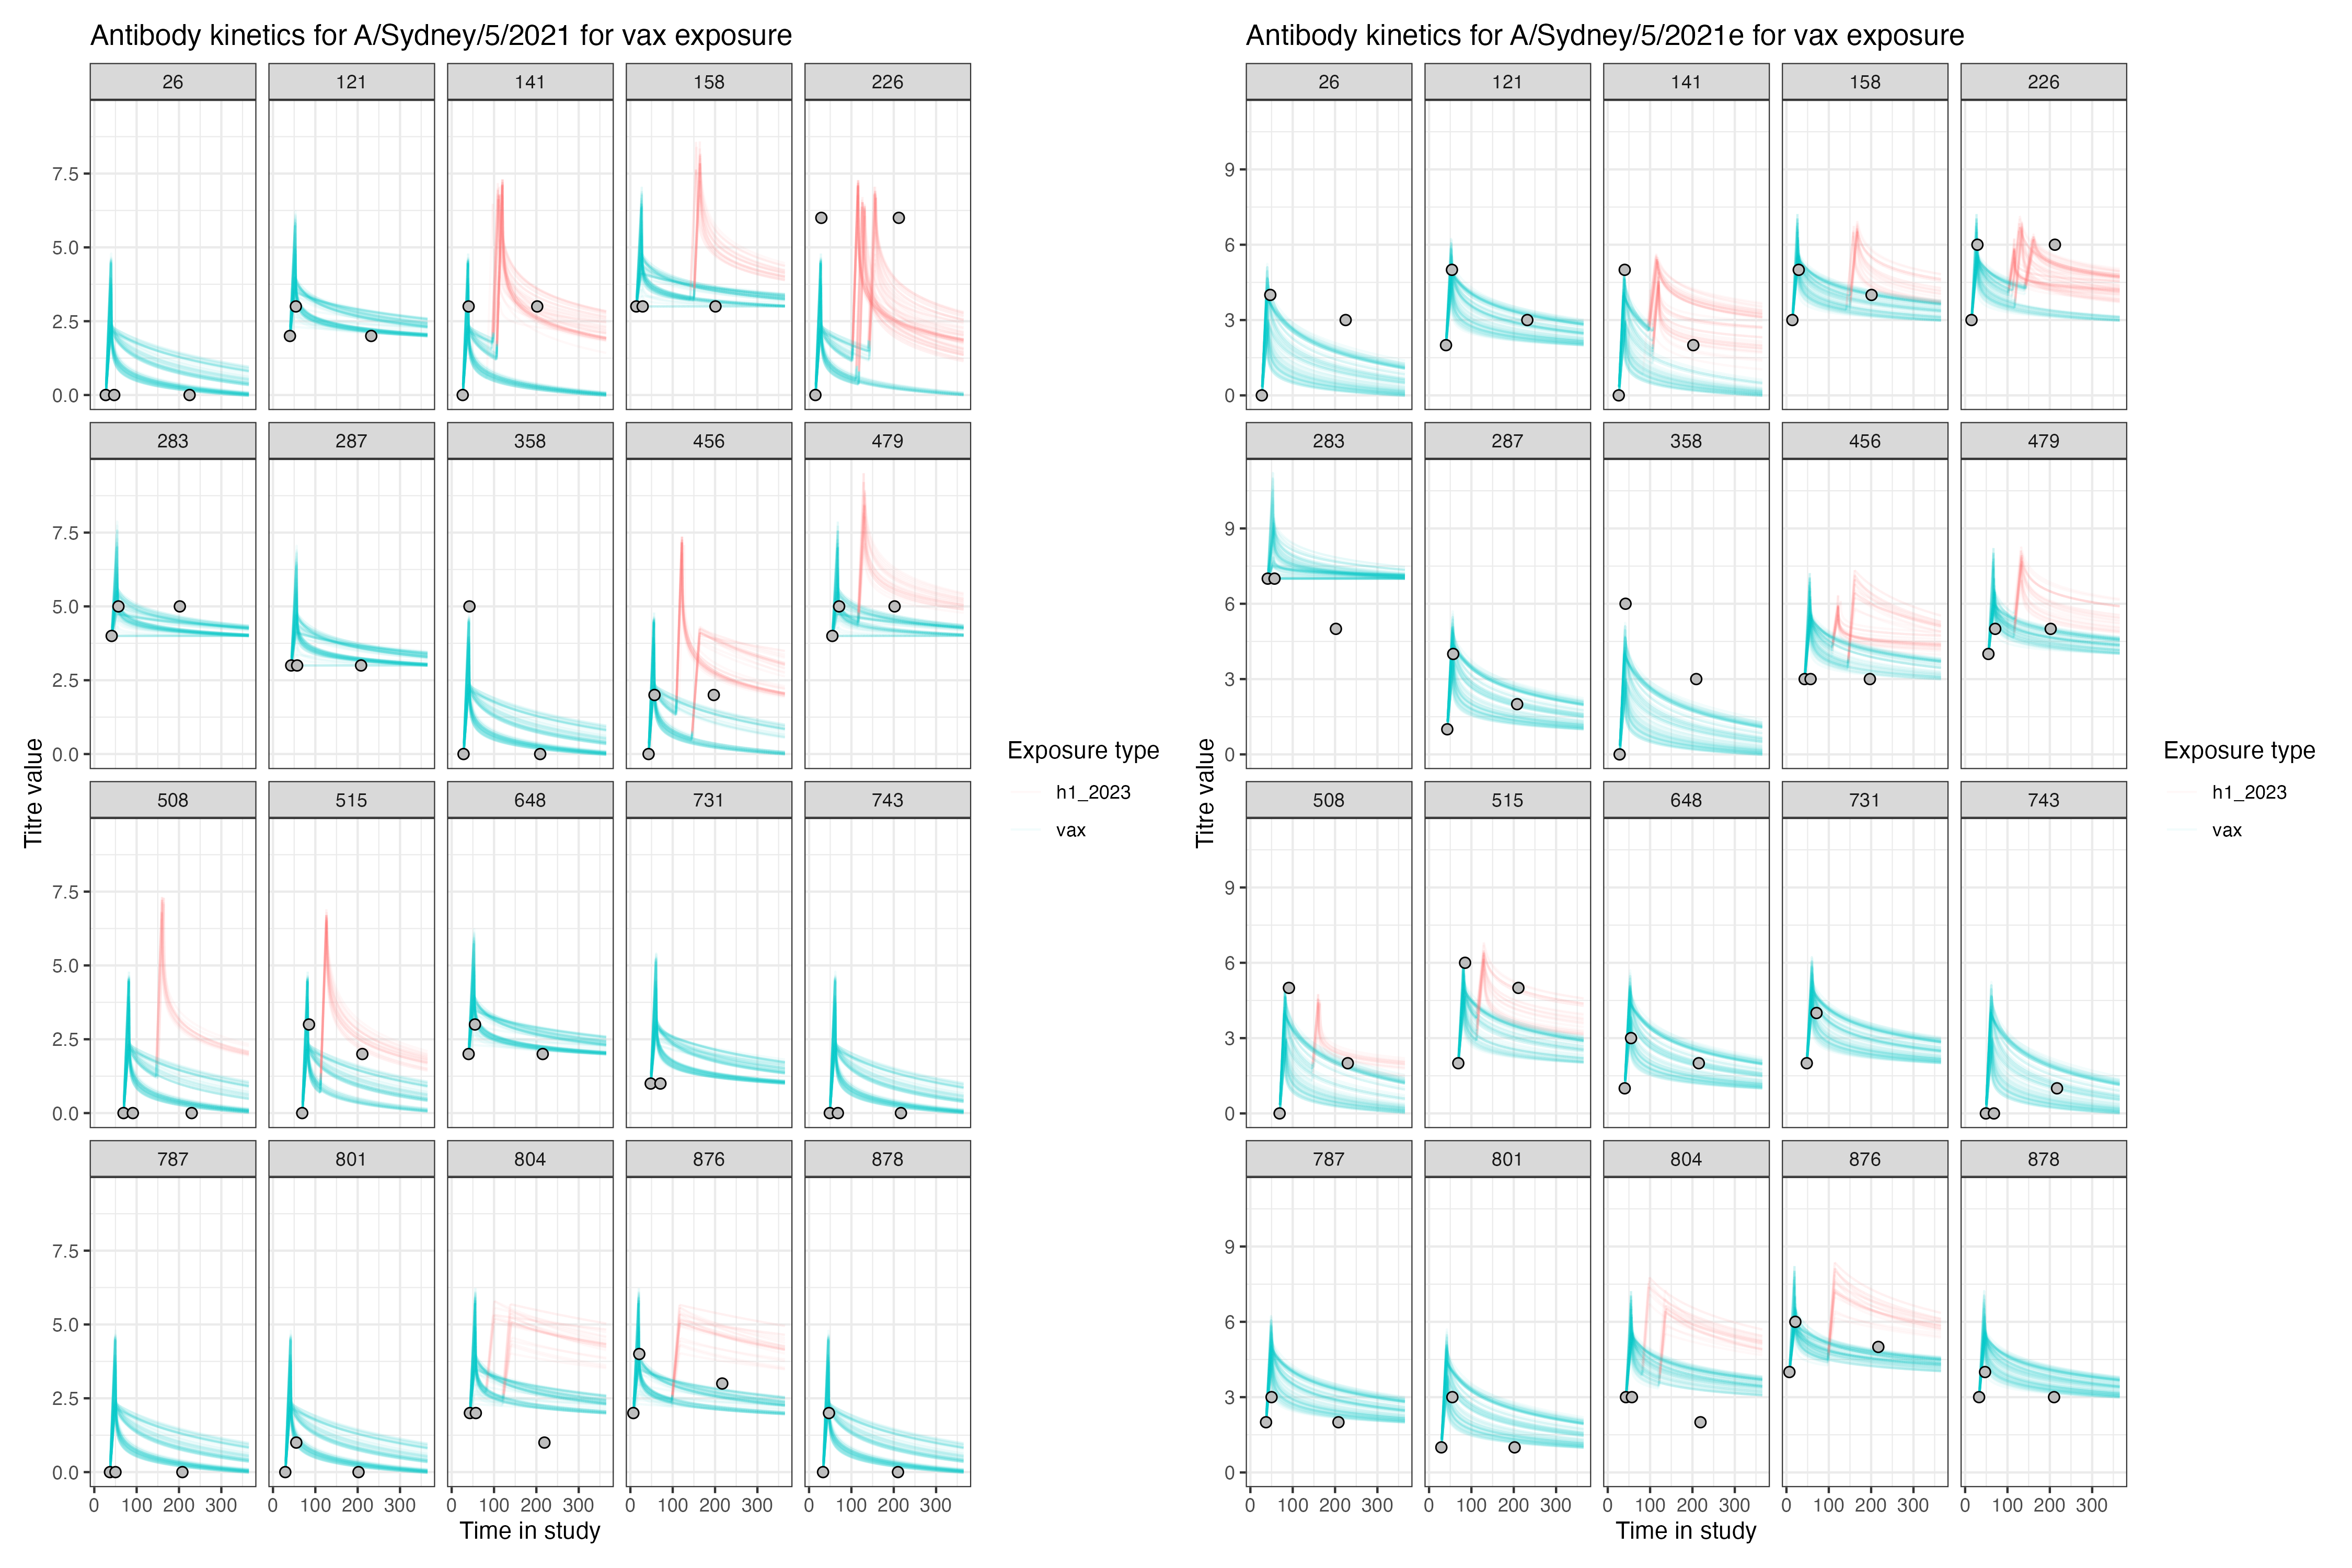 Antibody kinetics for A/Sydney/5/2021 for vax exposure
26 121 141 158 226
7.5
5.0
2.5
0.0
283 287 358 456 479
7.5
5.0
2.5
0.0
508 515 648 731 743
7.5
5.0
2.5
0.0
787 801 804 876 878
7.5
5.0
2.5
0.0
0 100 200 300 0 100 200 300 0 100 200 300 0 100 200 300 0 100 200 300
Time in study
Titre value
Exposure type
h1_2023
vax
Antibody kinetics for A/Sydney/5/2021e for vax exposure
26 121 141 158 226
9
6
3
0
283 287 358 456 479
9
6
3
0
508 515 648 731 743
9
6
3
0
787 801 804 876 878
9
6
3
0
0 100 200 300 0 100 200 300 0 100 200 300 0 100 200 300 0 100 200 300
Time in study
Titre value
Exposure type
h1_2023
vax